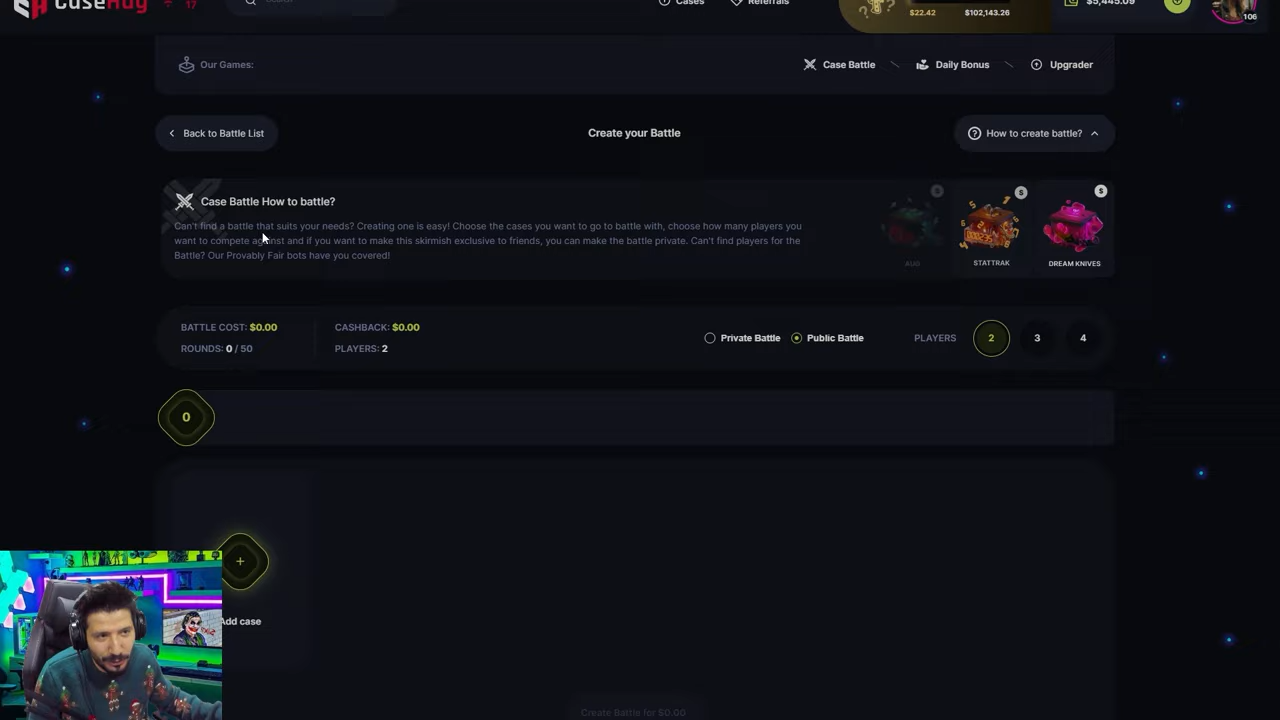 CaseHug
17
Cases
Referrals
$22.42
$102,143.26
$5,445.09
106
Our Games:
Case Battle
Daily Bonus
Upgrader
Back to Battle List
Create your Battle
How to create battle?
Case Battle How to battle?
Can't find a battle that suits your needs? Creating one is easy! Choose the cases you want to go to battle with, choose how many players you
want to compete against and if you want to make this skirmish exclusive to friends, you can make the battle private. Can't find players for the
Battle? Our Provably Fair bots have you covered!
AUG
STATTRAK
DREAM KNIVES
BATTLE COST: $0.00
CASHBACK: $0.00
Private Battle
Public Battle
PLAYERS
2
3
4
ROUNDS: 0 / 50
PLAYERS: 2
0
+
Add case
Create Battle for $0.00